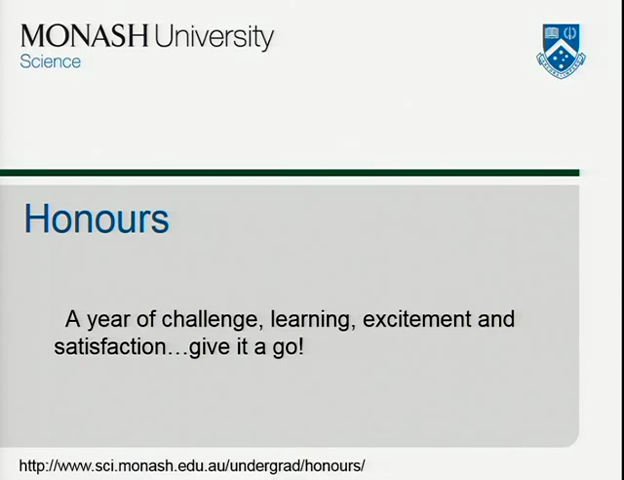 MONASH University
Science
Honours
A year of challenge, learning, excitement and
satisfaction…give it a go!
http://www.sci.monash.edu.au/undergrad/honours/